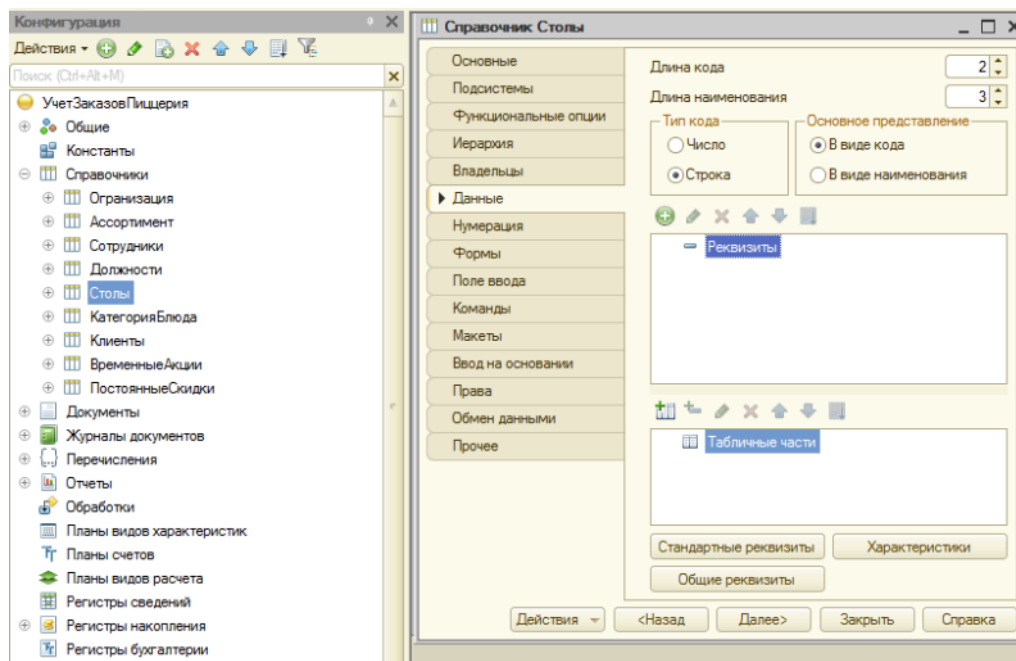 Конфигурация
Действия
Поиск (Ctrl+Alt+M)
УчетЗаказовПиццерия
Общие
Константы
Справочники
Огранизация
Ассортимент
Сотрудники
Должности
Столы
КатегорияБлюда
Клиенты
ВременныеАкции
ПостоянныеСкидки
Документы
Журналы документов
Перечисления
Отчеты
Обработки
Планы видов характеристик
Планы счетов
Планы видов расчета
Регистры сведений
Регистры накопления
Регистры бухгалтерии
Справочник Столы
Основные
Подсистемы
Функциональные опции
Иерархия
Владельцы
Данные
Нумерация
Формы
Поле ввода
Команды
Макеты
Ввод на основании
Права
Обмен данными
Прочее
Длина кода 2
Длина наименования 3
Тип кода
Число
Строка
Основное представление
В виде кода
В виде наименования
Реквизиты
Табличные части
Стандартные реквизиты Характеристики
Общие реквизиты
Действия <Назад Далее> Закрыть Справка